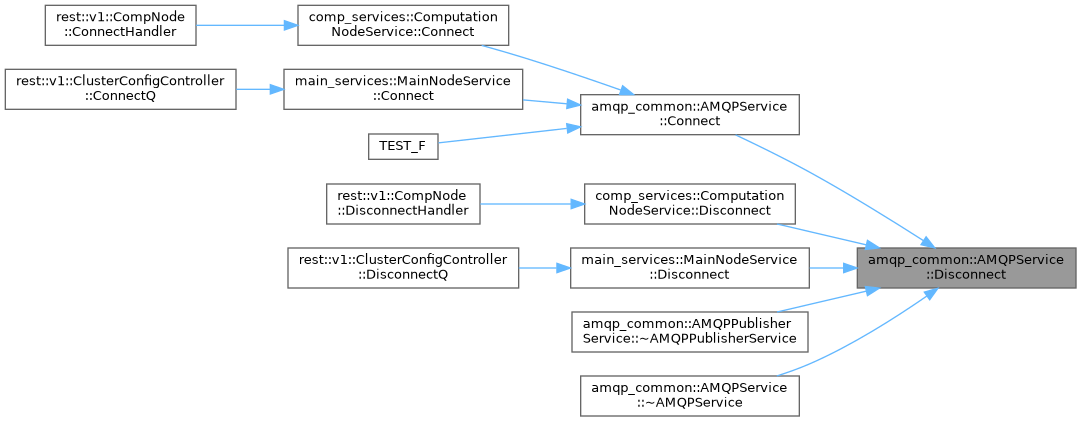 rest::v1::CompNode
::ConnectHandler
comp_services::Computation
NodeService::Connect
rest::v1::ClusterConfigController
::ConnectQ
main_services::MainNodeService
::Connect
amqp_common::AMQPService
::Connect
TEST_F
rest::v1::CompNode
::DisconnectHandler
comp_services::Computation
NodeService::Disconnect
rest::v1::ClusterConfigController
::DisconnectQ
main_services::MainNodeService
::Disconnect
amqp_common::AMQPService
::Disconnect
amqp_common::AMQPPublisher
Service::~AMQPPublisherService
amqp_common::AMQPService
::~AMQPService